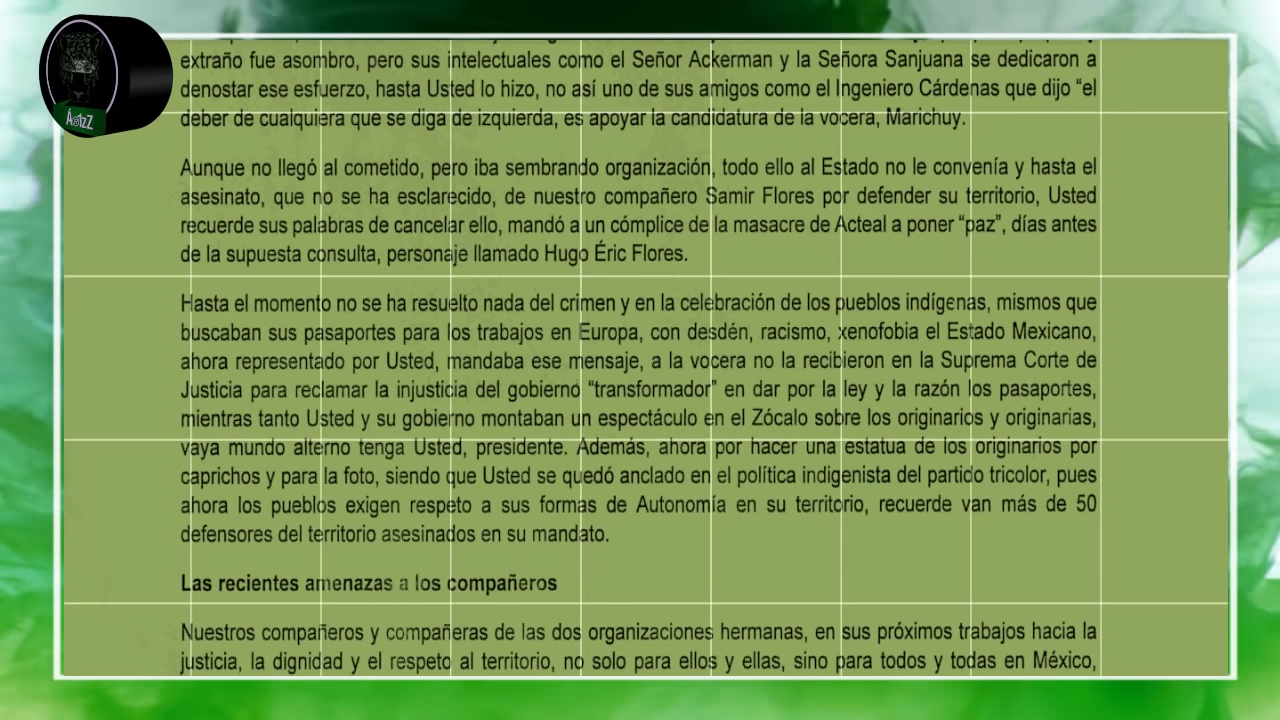 A@1zZ
extraño fue asombro, pero sus intelectuales como el Señor Ackerman y la Señora Sanjuana se dedicaron a
denostar ese esfuerzo, hasta Usted lo hizo, no así uno de sus amigos como el Ingeniero Cárdenas que dijo “el
deber de cualquiera que se diga de izquierda, es apoyar la candidatura de la vocera, Marichuy.
Aunque no llegó al cometido, pero iba sembrando organización, todo ello al Estado no le convenía y hasta el
asesinato, que no se ha esclarecido, de nuestro compañero Samir Flores por defender su territorio, Usted
recuerde sus palabras de cancelar ello, mandó a un cómplice de la masacre de Acteal a poner “paz”, días antes
de la supuesta consulta, personaje llamado Hugo Éric Flores.
Hasta el momento no se ha resuelto nada del crimen y en la celebración de los pueblos indígenas, mismos que
buscaban sus pasaportes para los trabajos en Europa, con desdén, racismo, xenofobia el Estado Mexicano,
ahora representado por Usted, mandaba ese mensaje, a la vocera no la recibieron en la Suprema Corte de
Justicia para reclamar la injusticia del gobierno “transformador” en dar por la ley y la razón los pasaportes,
mientras tanto Usted y su gobierno montaban un espectáculo en el Zócalo sobre los originarios y originarias,
vaya mundo alterno tenga Usted, presidente. Además, ahora por hacer una estatua de los originarios por
caprichos y para la foto, siendo que Usted se quedó anclado en el política indigenista del partido tricolor, pues
ahora los pueblos exigen respeto a sus formas de Autonomía en su territorio, recuerde van más de 50
defensores del territorio asesinados en su mandato.
Las recientes amenazas a los compañeros
Nuestros compañeros y compañeras de las dos organizaciones hermanas, en sus próximos trabajos hacia la
justicia, la dignidad y el respeto al territorio, no solo para ellos y ellas, sino para todos y todas en México,